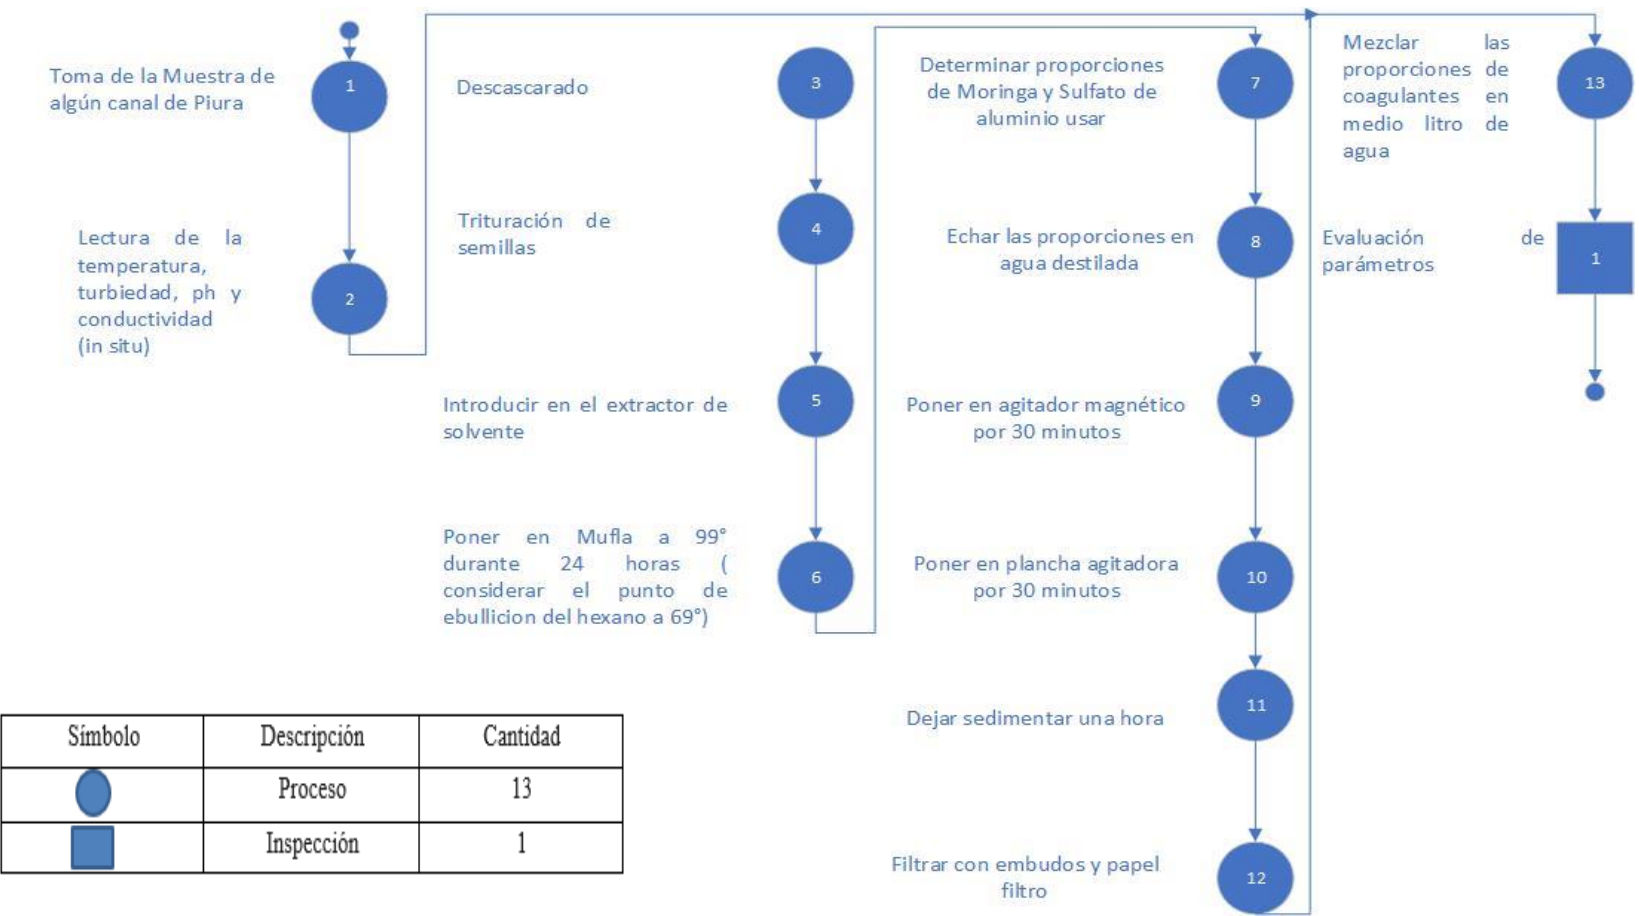 1
Toma de la Muestra de
algún canal de Piura
2
Lectura de la
temperatura,
turbiedad, ph y
conductividad
(in situ)
3
Descascarado
4
Trituración de
semillas
5
Introducir en el extractor de
solvente
6
Poner en Mufla a 99°
durante 24 horas (
considerar el punto de
ebullicion del hexano a 69°)
7
Determinar proporciones
de Moringa y Sulfato de
aluminio usar
8
Echar las proporciones en
agua destilada
9
Poner en agitador magnético
por 30 minutos
10
Poner en plancha agitadora
por 30 minutos
11
Dejar sedimentar una hora
12
Filtrar con embudos y papel
filtro
13
Mezclar las
proporciones de
coagulantes en
medio litro de
agua
1
Evaluación de
parámetros
Símbolo Descripción Cantidad
Proceso 13
Inspección 1